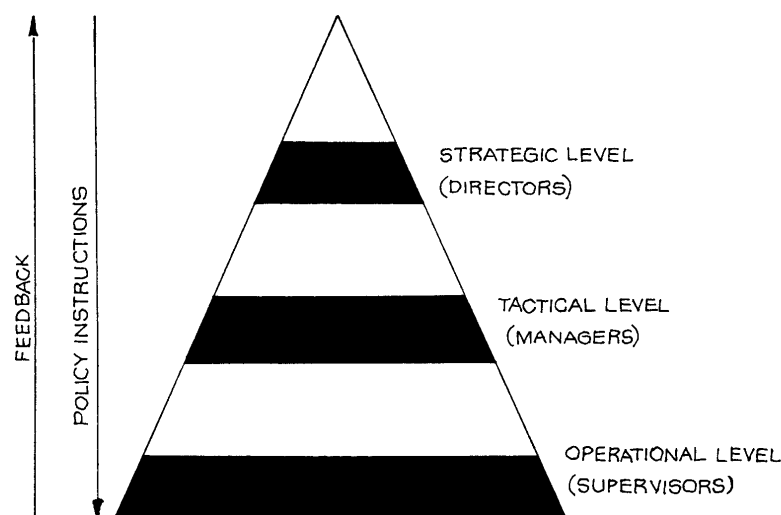 FEEDBACK
POLICY INSTRUCTIONS
STRATEGIC LEVEL
(DIRECTORS)
TACTICAL LEVEL
(MANAGERS)
OPERATIONAL LEVEL
(SUPERVISORS)